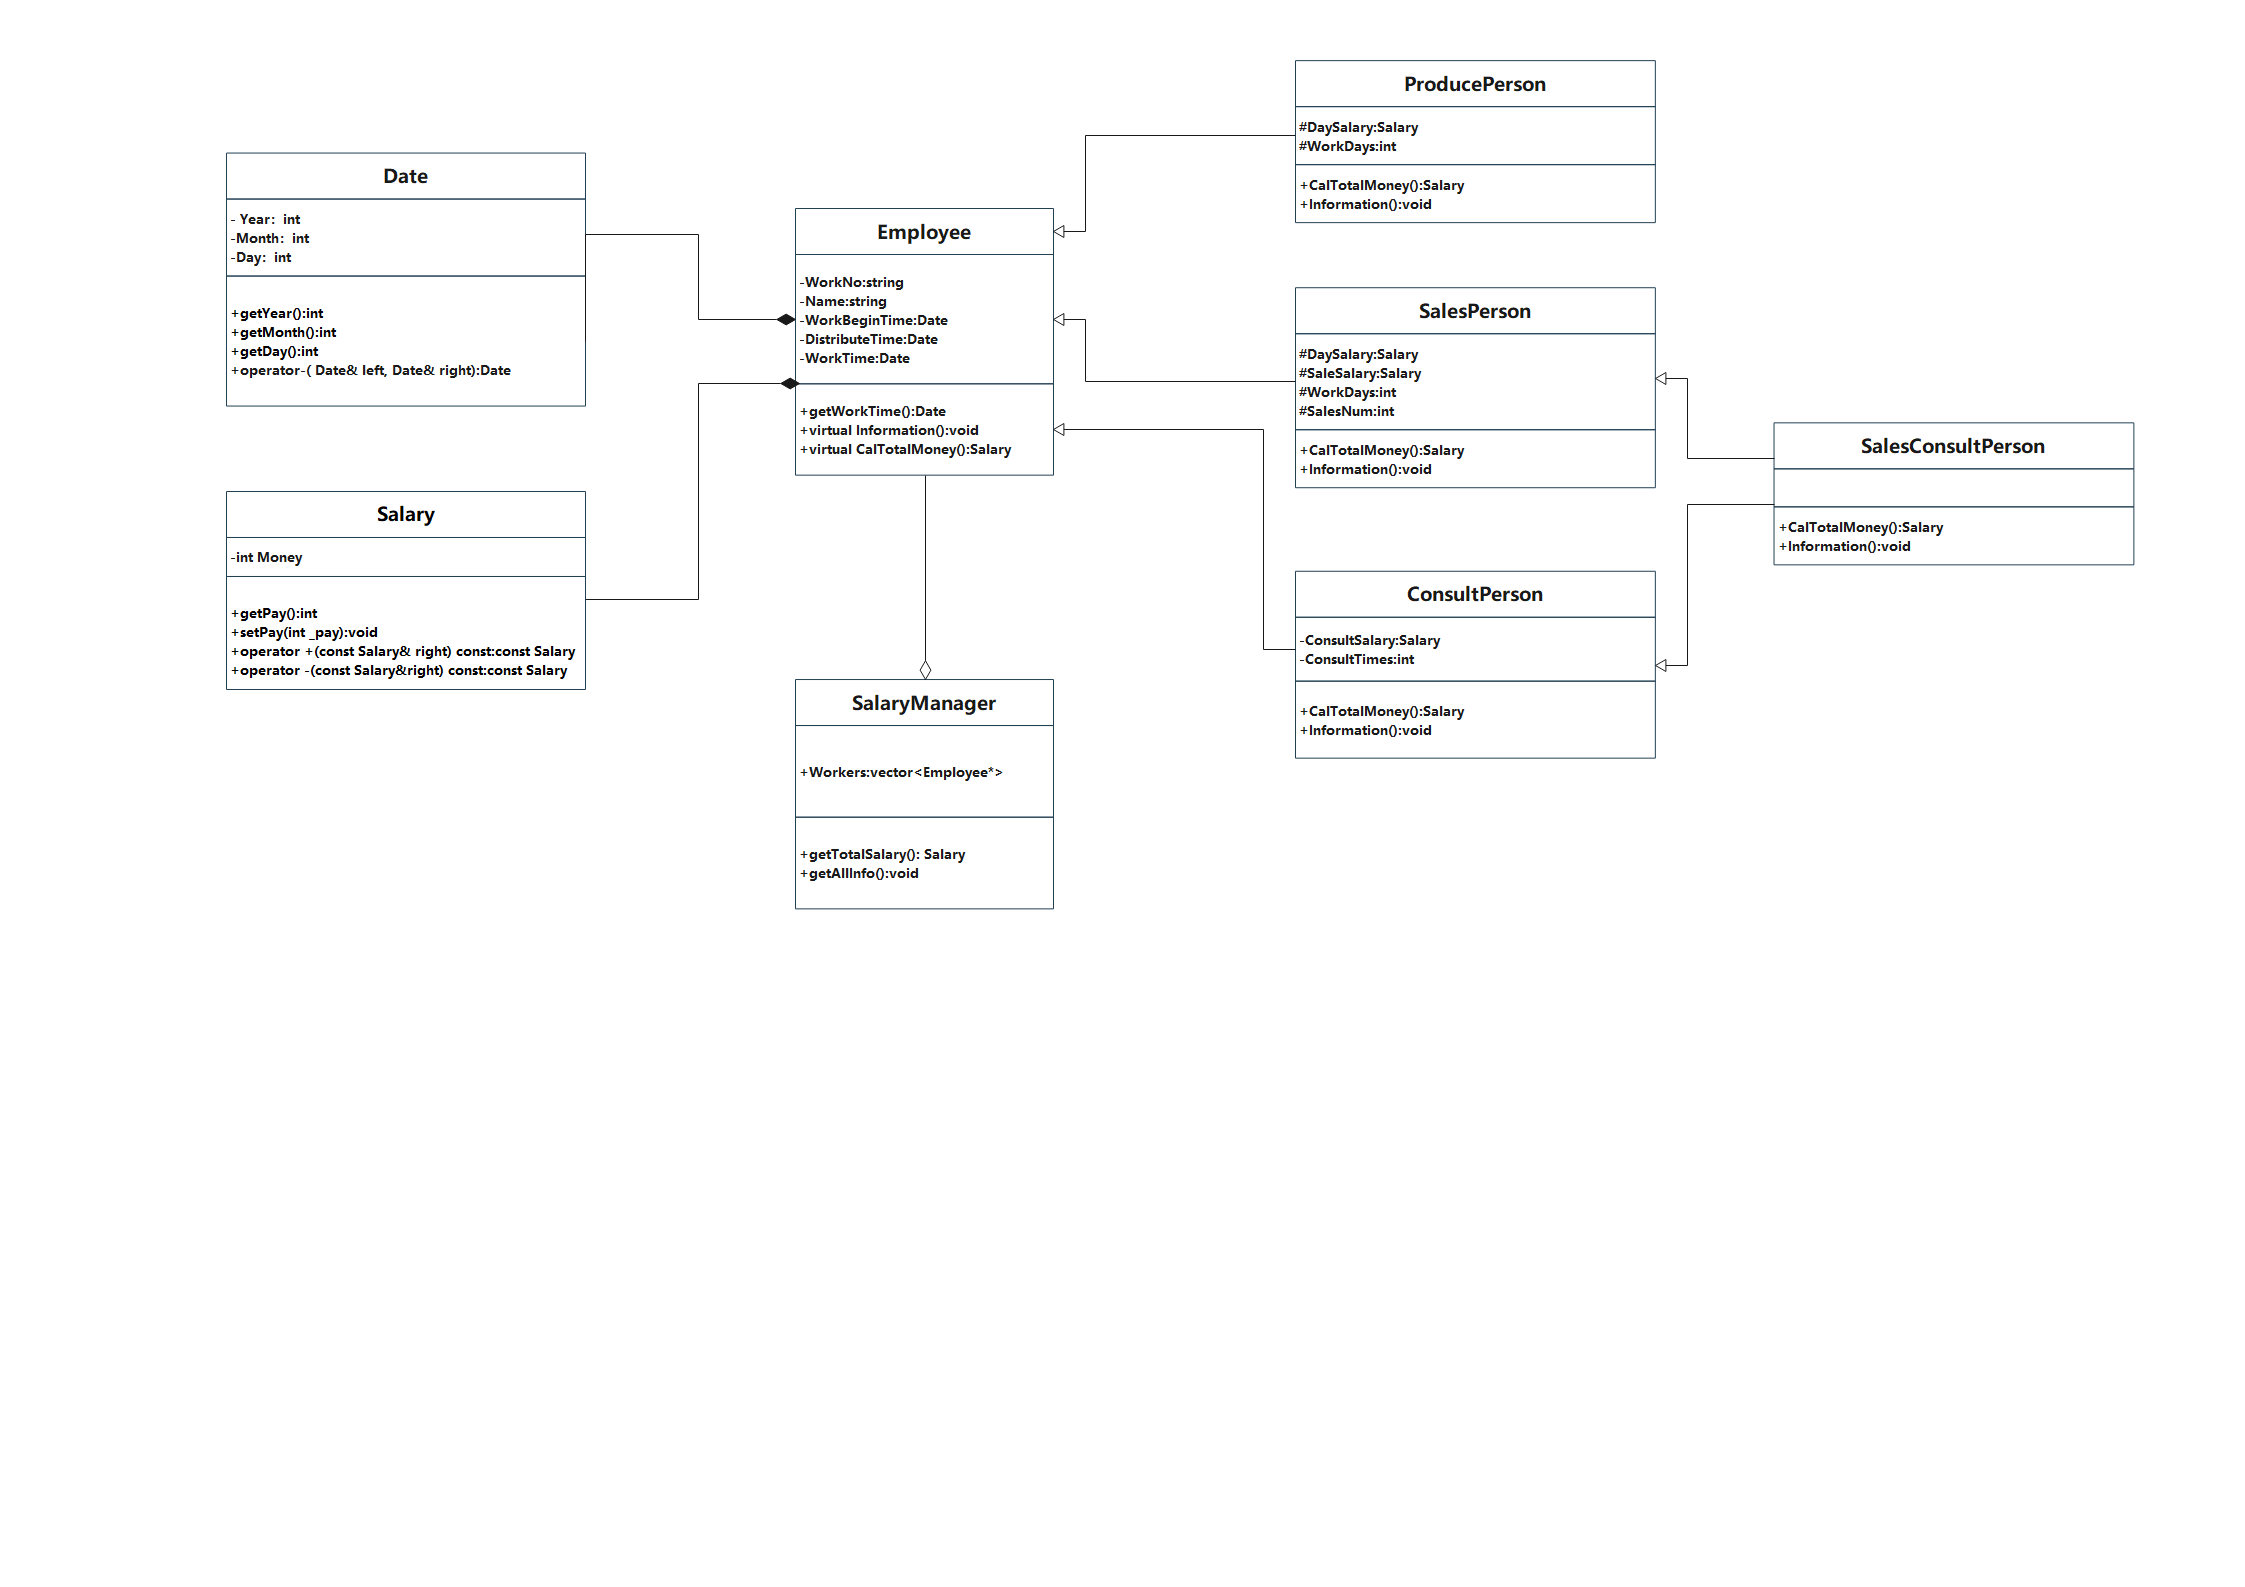 Date
- Year:  int
-Month:  int
-Day:  int
+getYear():int
+getMonth():int
+getDay():int
+operator-( Date& left, Date& right):Date
Salary
-int Money
+getPay():int
+setPay(int _pay):void
+operator +(const Salary& right) const:const Salary
+operator -(const Salary&right) const:const Salary
Employee
-WorkNo:string
-Name:string
-WorkBeginTime:Date
-DistributeTime:Date
-WorkTime:Date
+getWorkTime():Date
+virtual Information():void
+virtual CalTotalMoney():Salary
SalaryManager
+Workers:vector<Employee*>
+getTotalSalary(): Salary
+getAllInfo():void
ProducePerson
#DaySalary:Salary
#WorkDays:int
+CalTotalMoney():Salary
+Information():void
SalesPerson
#DaySalary:Salary
#SaleSalary:Salary
#WorkDays:int
#SalesNum:int
+CalTotalMoney():Salary
+Information():void
ConsultPerson
-ConsultSalary:Salary
-ConsultTimes:int
+CalTotalMoney():Salary
+Information():void
SalesConsultPerson
+CalTotalMoney():Salary
+Information():void